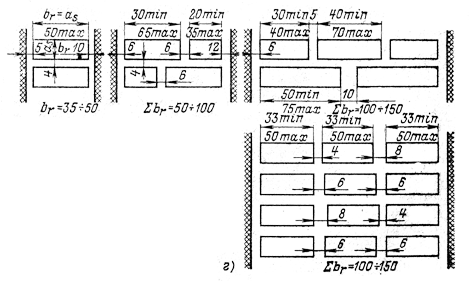 bг=as 30min 20min 30min 5 40min
50max 65max 35max 40max 70max
5 bг 10 6 6 12 6
4 4 6
50min 10
bг=35÷50 Σbг=50÷100 75max Σbг=100÷150
33min 33min 33min
50max 50max 50max
4 8
6 6
8 4
6 6
г) Σbг=100÷150